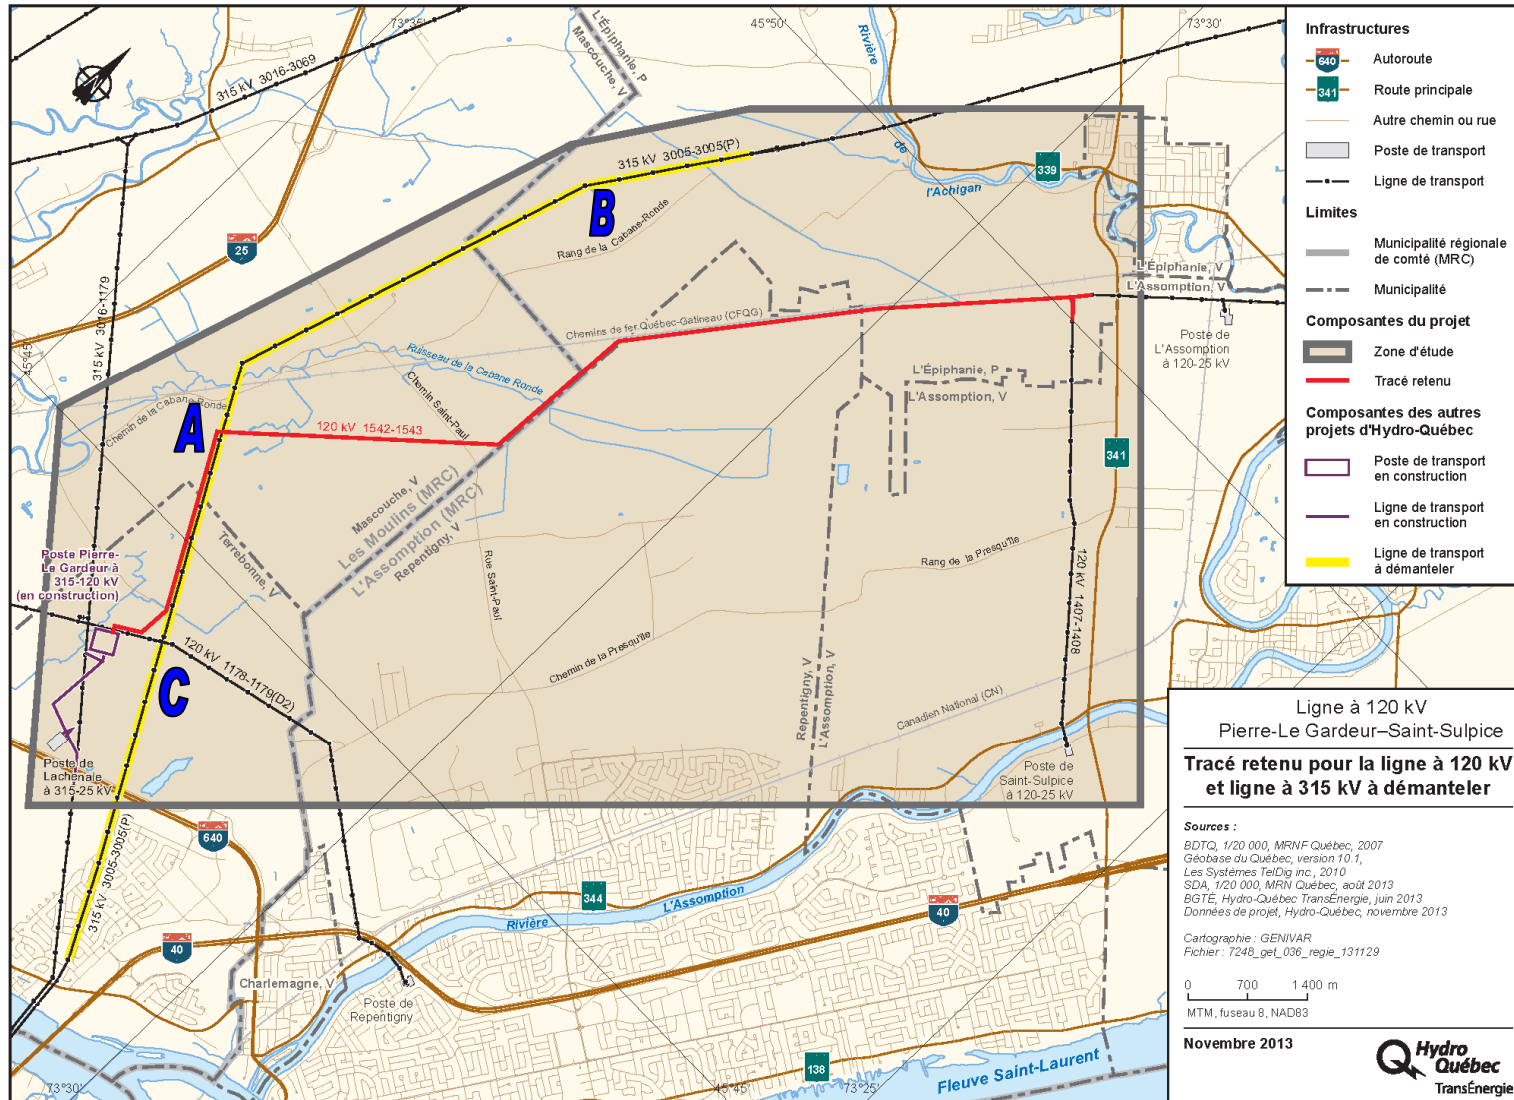 73°35'
45°50'
73°30'
L'Épiphanie, P
Mascouche, V
Rivière
de
l'Achigan
315 kV 3016-3069
315 kV 3005-3005(P)
339
B
Rang de la Cabane-Ronde
25
L'Épiphanie, V
L'Assomption, V
315 kV 3016-1179
45°45'
Chemins de fer Québec-Gatineau (CFQG)
Poste de
L'Assomption
à 120-25 kV
Ruisseau de la Cabane Ronde
Chemin Saint-Paul
Chemin de la Cabane Ronde
L'Épiphanie, P
L'Assomption, V
A
120 kV 1542-1543
341
Mascouche, V
Les Moulins (MRC)
L'Assomption (MRC)
Repentigny, V
Terrebonne, V
Poste Pierre-
Le Gardeur à
315-120 kV
(en construction)
Rue Saint-Paul
Rang de la Presqu'île
120 kV 1407-1408
120 kV 1178-1179(D2)
Chemin de la Presqu'île
C
Repentigny, V
L'Assomption, V
Canadien National (CN)
Poste de
Lachenaie
à 315-25 kV
Poste de
Saint-Sulpice
à 120-25 kV
315 kV 3005-3005(P)
640
344
Rivière
L'Assomption
40
40
Charlemagne, V
Poste de
Repentigny
138
Fleuve Saint-Laurent
73°30'
45°45'
73°25'
Infrastructures
640 Autoroute
341 Route principale
Autre chemin ou rue
Poste de transport
Ligne de transport
Limites
Municipalité régionale
de comté (MRC)
Municipalité
Composantes du projet
Zone d'étude
Tracé retenu
Composantes des autres
projets d'Hydro-Québec
Poste de transport
en construction
Ligne de transport
en construction
Ligne de transport
à démanteler
Ligne à 120 kV
Pierre-Le Gardeur–Saint-Sulpice
Tracé retenu pour la ligne à 120 kV
et ligne à 315 kV à démanteler
Sources :
BDTQ, 1/20 000, MRNF Québec, 2007
Géobase du Québec, version 10.1,
Les Systèmes TelDig inc., 2010
SDA, 1/20 000, MRN Québec, août 2013
BGTÉ, Hydro-Québec TransÉnergie, juin 2013
Données de projet, Hydro-Québec, novembre 2013
Cartographie : GENIVAR
Fichier : 7248_get_036_regie_131129
0 700 1 400 m
MTM, fuseau 8, NAD83
Novembre 2013
Hydro
Québec
TransÉnergie